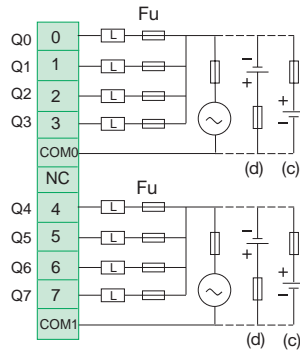 Fu
Q0 0 L
Q1 1 L
Q2 2 L
Q3 3 L
COM0
− + − +
(d) (c)
NC
Fu
Q4 4 L
Q5 5 L
Q6 6 L
Q7 7 L
COM1
− + − +
(d) (c)